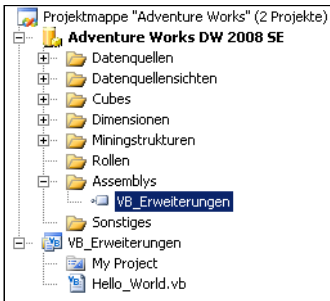 Projektmappe "Adventure Works" (2 Projekte)
Adventure Works DW 2008 SE
Datenquellen
Datenquellensichten
Cubes
Dimensionen
Miningstrukturen
Rollen
Assemblys
VB_Erweiterungen
Sonstiges
VB_Erweiterungen
My Project
Hello_World.vb